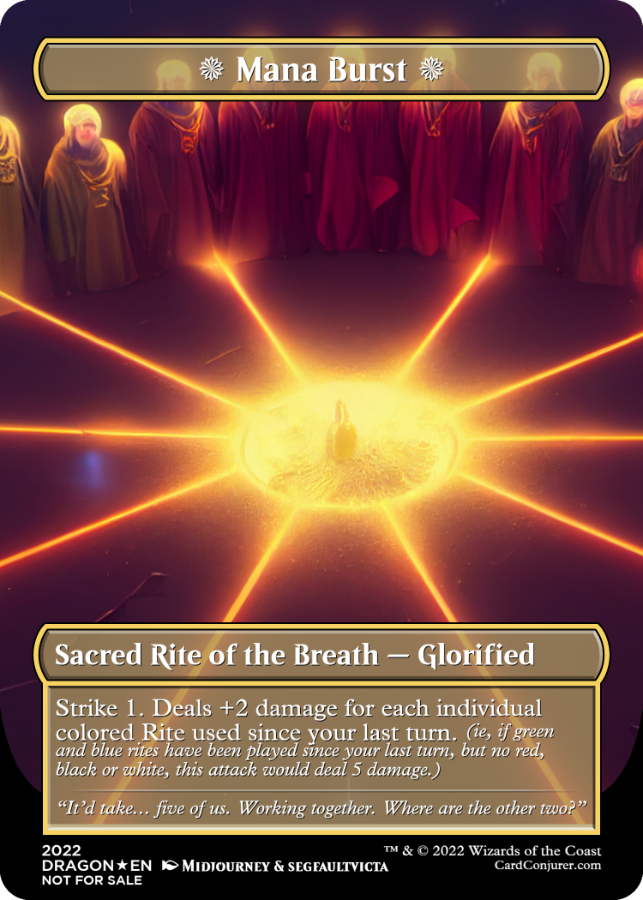 Mana Burst
Sacred Rite of the Breath — Glorified
Strike 1. Deals +2 damage for each individual
colored Rite used since your last turn. (ie, if green
and blue rites have been played since your last turn, but no red,
black or white, this attack would deal 5 damage.)
“It’d take... five of us. Working together. Where are the other two?”
2022
DRAGON★EN MIDJOURNEY & SEGFAULTVICTA
NOT FOR SALE
™ & © 2022 Wizards of the Coast
CardConjurer.com